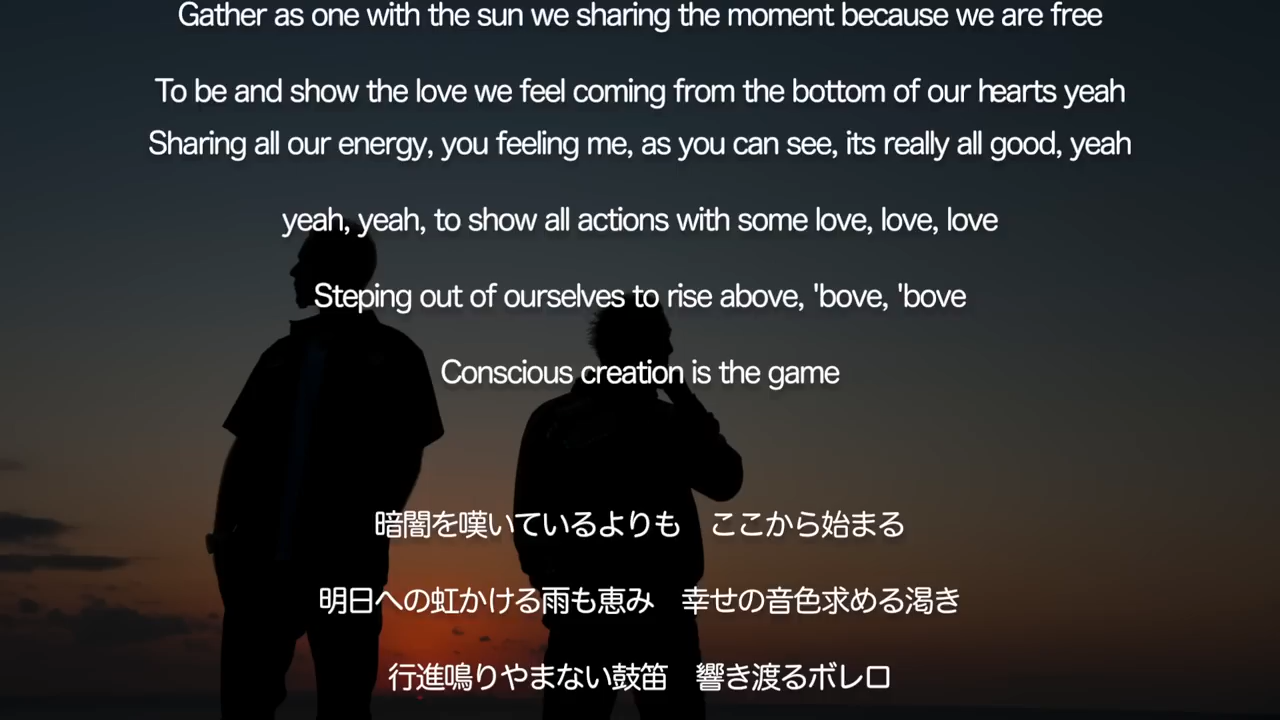 Gather as one with the sun we sharing the moment because we are free
To be and show the love we feel coming from the bottom of our hearts yeah
Sharing all our energy, you feeling me, as you can see, its really all good, yeah
yeah, yeah, to show all actions with some love, love, love
Steping out of ourselves to rise above, 'bove, 'bove
Conscious creation is the game
暗闇を嘆いているよりも　ここから始まる
明日への虹かける雨も恵み　幸せの音色求める渇き
行進鳴りやまない鼓笛　響き渡るボレロ